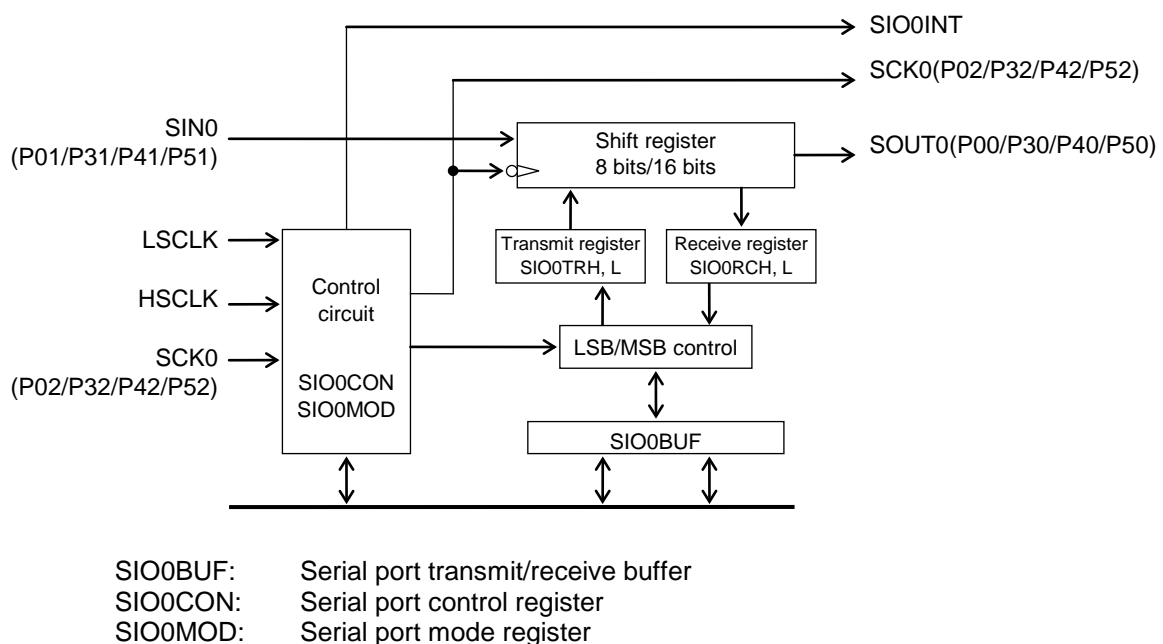 SIO0INT
SCK0(P02/P32/P42/P52)
SIN0
(P01/P31/P41/P51)
Shift register
8 bits/16 bits
SOUT0(P00/P30/P40/P50)
LSCLK
HSCLK
SCK0
(P02/P32/P42/P52)
Control
circuit
SIO0CON
SIO0MOD
Transmit register
SIO0TRH, L
Receive register
SIO0RCH, L
LSB/MSB control
SIO0BUF
SIO0BUF: Serial port transmit/receive buffer
SIO0CON: Serial port control register
SIO0MOD: Serial port mode register